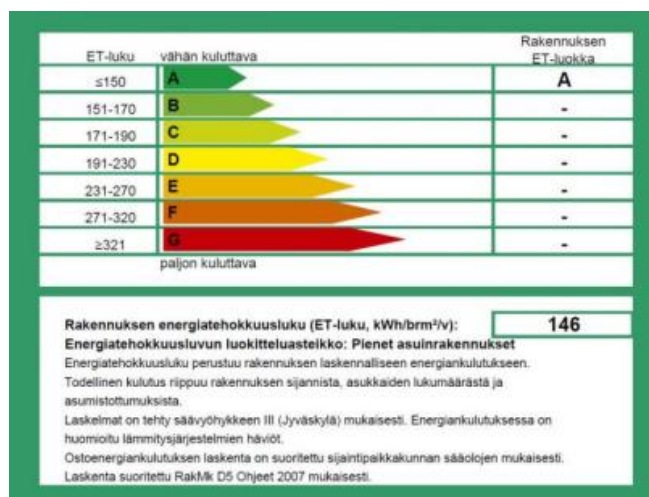 Rakennuksen
ET-luku vähän kuluttava ET-luokka
≤150 A A
151-170 B -
171-190 C -
191-230 D -
231-270 E -
271-320 F -
≥321 G -
paljon kuluttava
Rakennuksen energiatehokkuusluku (ET-luku, kWh/brm²/v): 146
Energiatehokkuusluvun luokitteluasteikko: Pienet asuinrakennukset
Energiatehokkuusluku perustuu rakennuksen laskennalliseen energiankulutukseen.
Todellinen kulutus riippuu rakennuksen sijannista, asukkaiden lukumäärästä ja
asumistottumuksista.
Laskelmat on tehty säävyöhykkeen III (Jyväskylä) mukaisesti. Energiankulutuksessa on
huomioitu lämmitysjärjestelmien häviöt.
Ostoenergiankulutuksen laskenta on suoritettu sijaintipaikkakunnan sääolojen mukaisesti.
Laskenta suoritettu RakMk D5 Ohjeet 2007 mukaisesti.